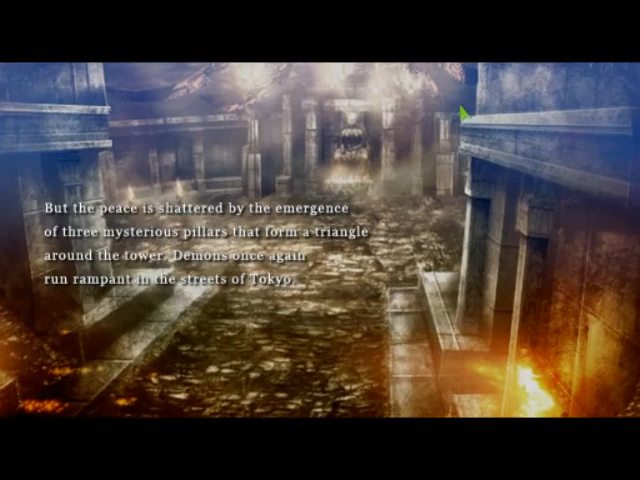 But the peace is shattered by the emergence
of three mysterious pillars that form a triangle
around the tower. Demons once again
run rampant in the streets of Tokyo.